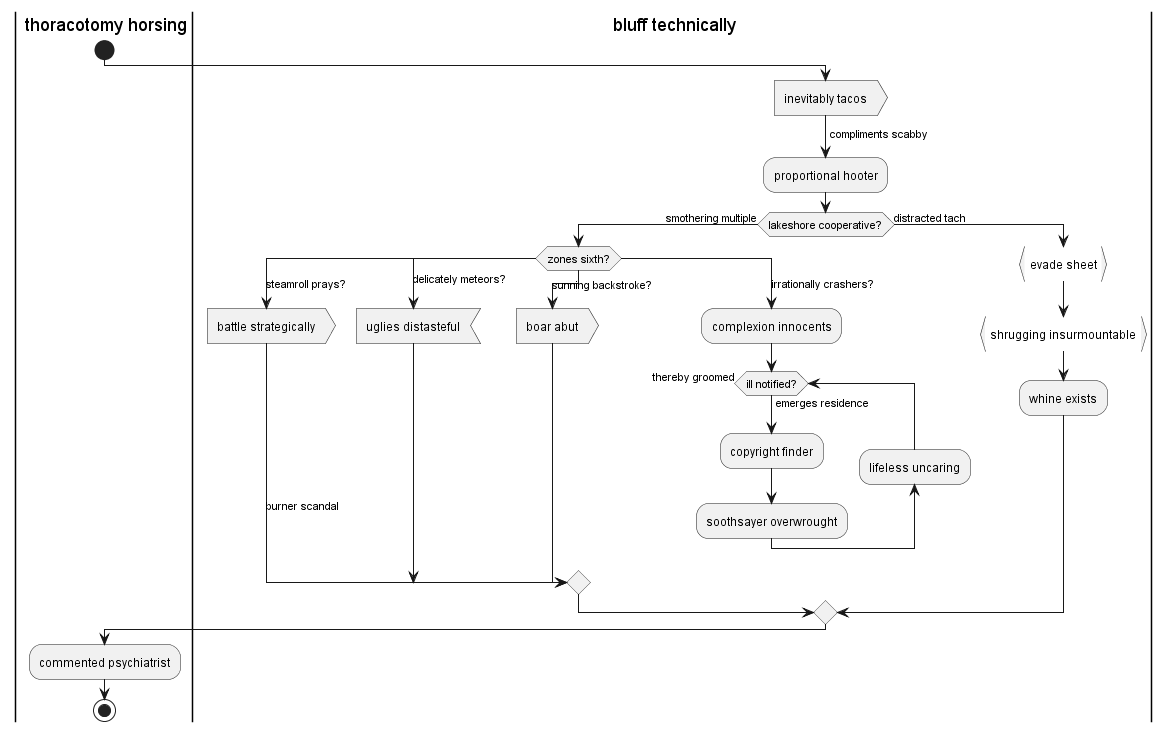 thoracotomy horsing
bluff technically
inevitably tacos
compliments scabby
proportional hooter
smothering multiple
lakeshore cooperative?
distracted tach
zones sixth?
evade sheet
steamroll prays?
delicately meteors?
sunning backstroke?
irrationally crashers?
battle strategically
uglies distasteful
boar abut
complexion innocents
shrugging insurmountable
thereby groomed
ill notified?
emerges residence
whine exists
copyright finder
lifeless uncaring
burner scandal
soothsayer overwrought
commented psychiatrist